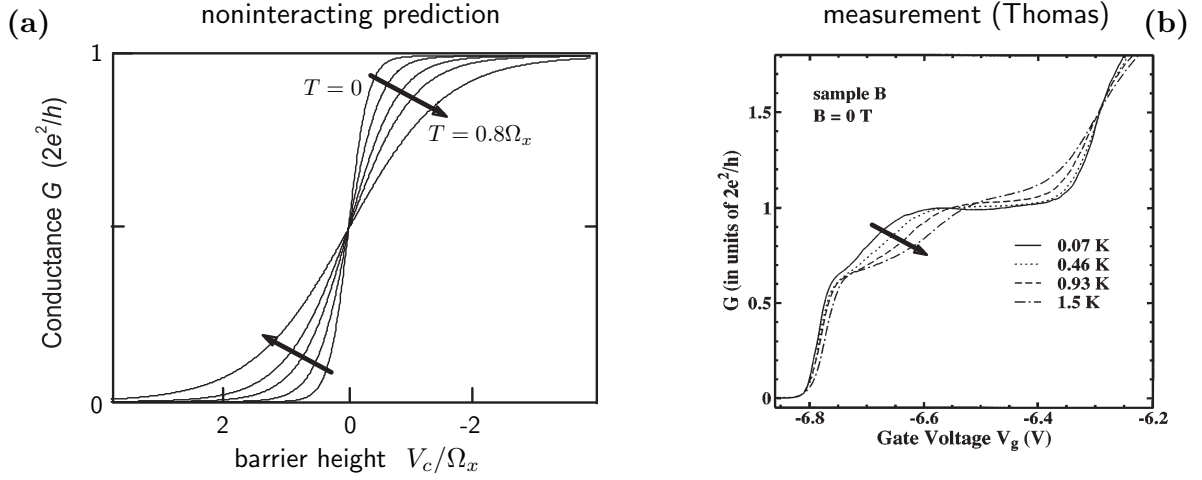 (a)
noninteracting prediction
Conductance G (2e²/h)
1
0
T = 0
T = 0.8Ωₓ
2
0
-2
barrier height V_c/Ωₓ
measurement (Thomas)
(b)
G (in units of 2e²/h)
1.5
1
0.5
0
sample B
B = 0 T
0.07 K
0.46 K
0.93 K
1.5 K
-6.8
-6.6
-6.4
-6.2
Gate Voltage V_g (V)